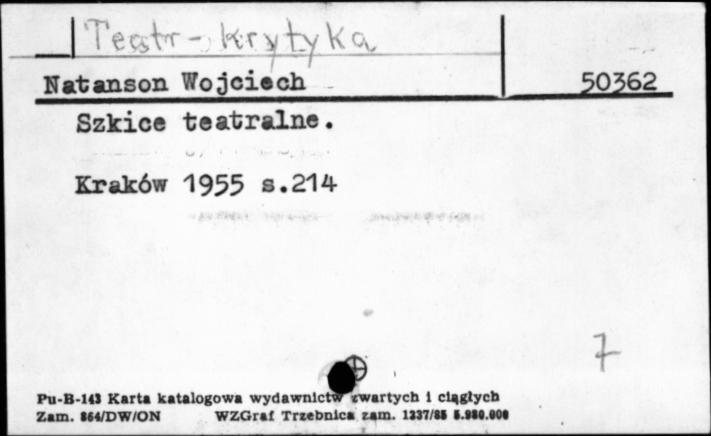 Teatr - krytyka
Natanson Wojciech 50362
Szkice teatralne.
Kraków 1955 s.214
7
Pu-B-143 Karta katalogowa wydawnictw zwartych i ciągłych
Zam. 864/DW/ON WZGraf Trzebnica zam. 1337/85 5.980.000